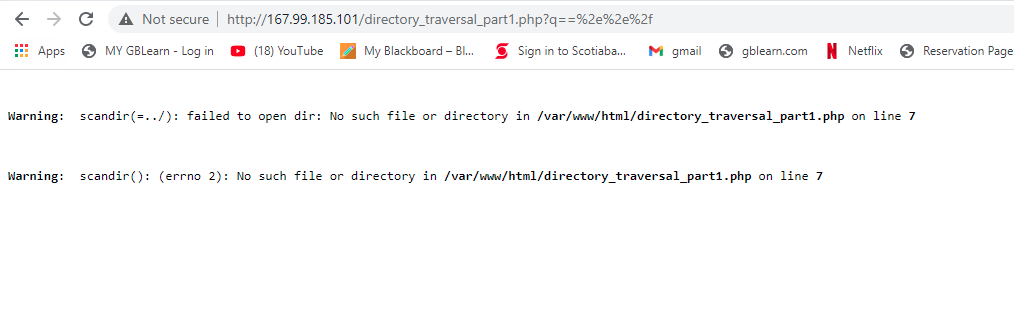 Not secure | http://167.99.185.101/directory_traversal_part1.php?q==%2e%2e%2f
Apps MY GBLearn - Log in (18) YouTube My Blackboard – Bl... Sign in to Scotiaba... gmail gblearn.com Netflix Reservation Page
Warning: scandir(=../): failed to open dir: No such file or directory in /var/www/html/directory_traversal_part1.php on line 7
Warning: scandir(): (errno 2): No such file or directory in /var/www/html/directory_traversal_part1.php on line 7